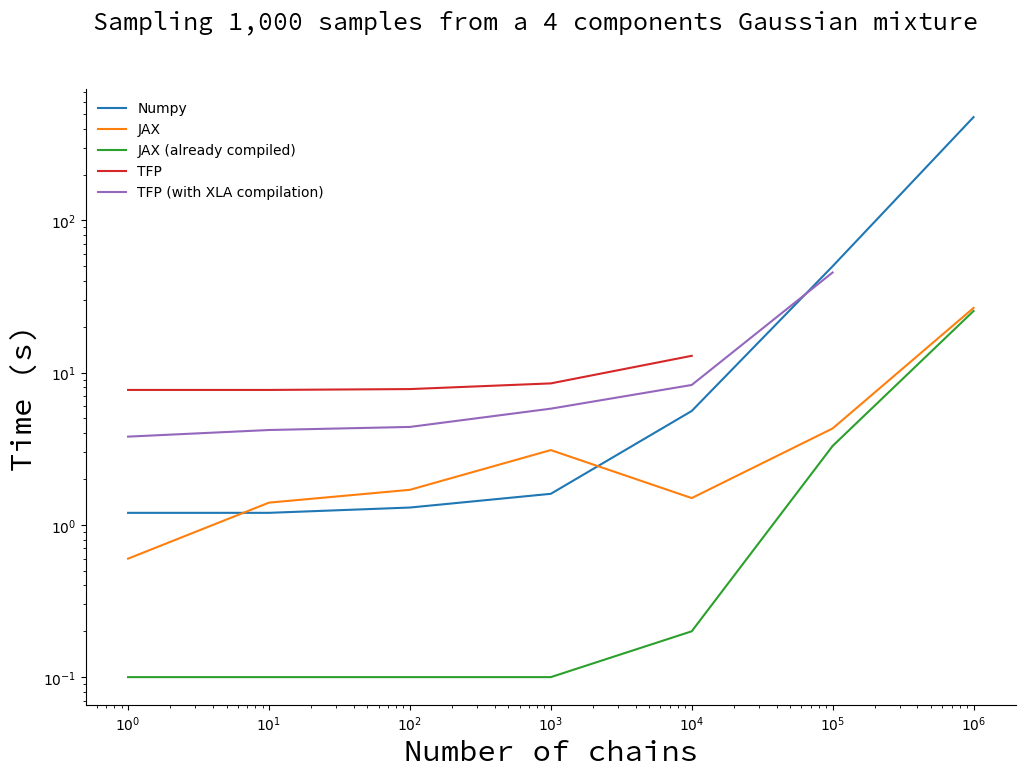 Sampling 1,000 samples from a 4 components Gaussian mixture
Numpy
JAX
JAX (already compiled)
TFP
TFP (with XLA compilation)
Time (s)
10²
10¹
10⁰
10⁻¹
10⁰ 10¹ 10² 10³ 10⁴ 10⁵ 10⁶
Number of chains